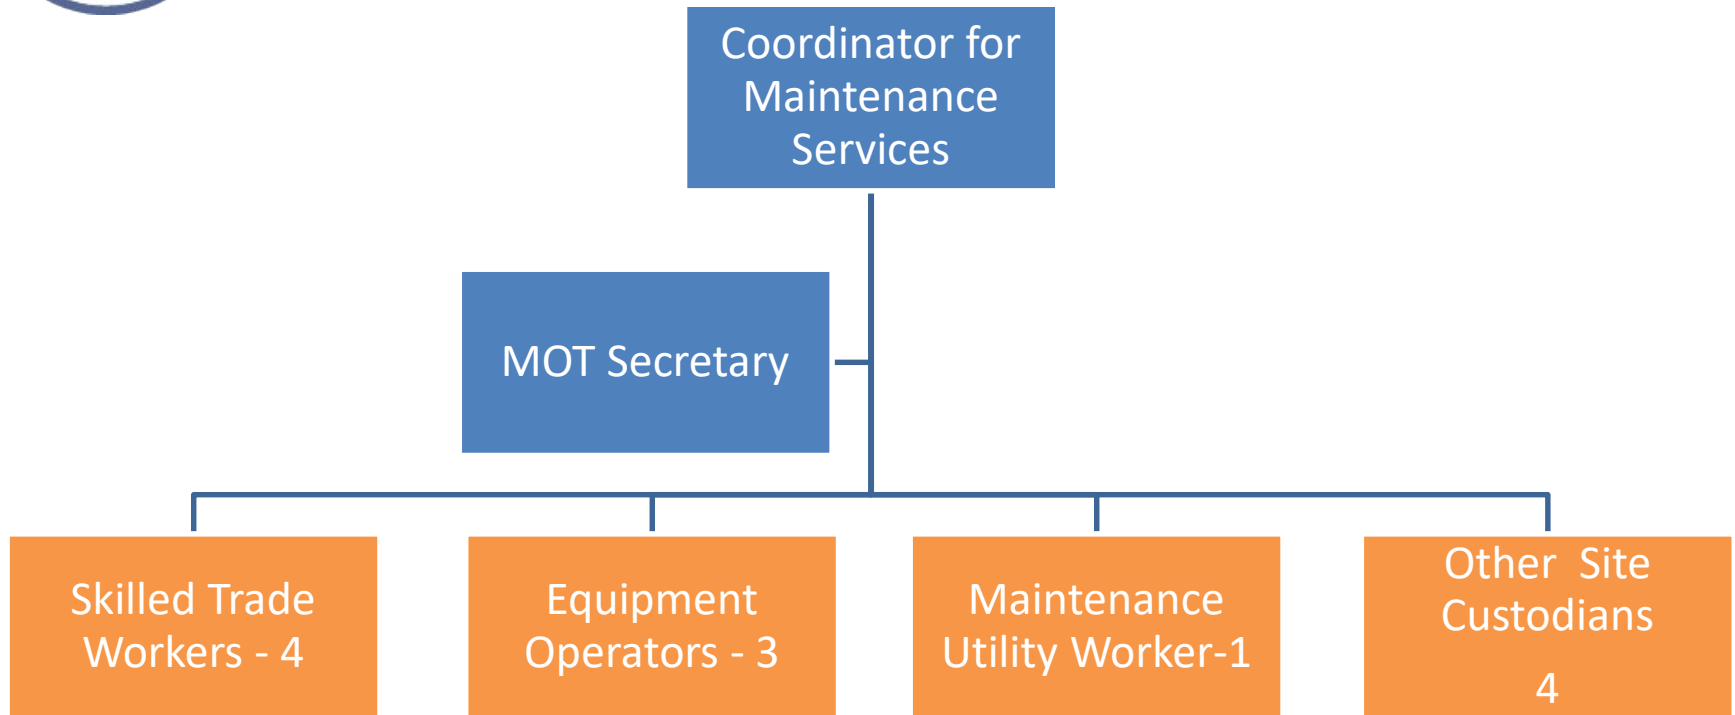 Coordinator for
Maintenance
Services
MOT Secretary
Skilled Trade
Workers - 4
Equipment
Operators - 3
Maintenance
Utility Worker-1
Other  Site
Custodians
4